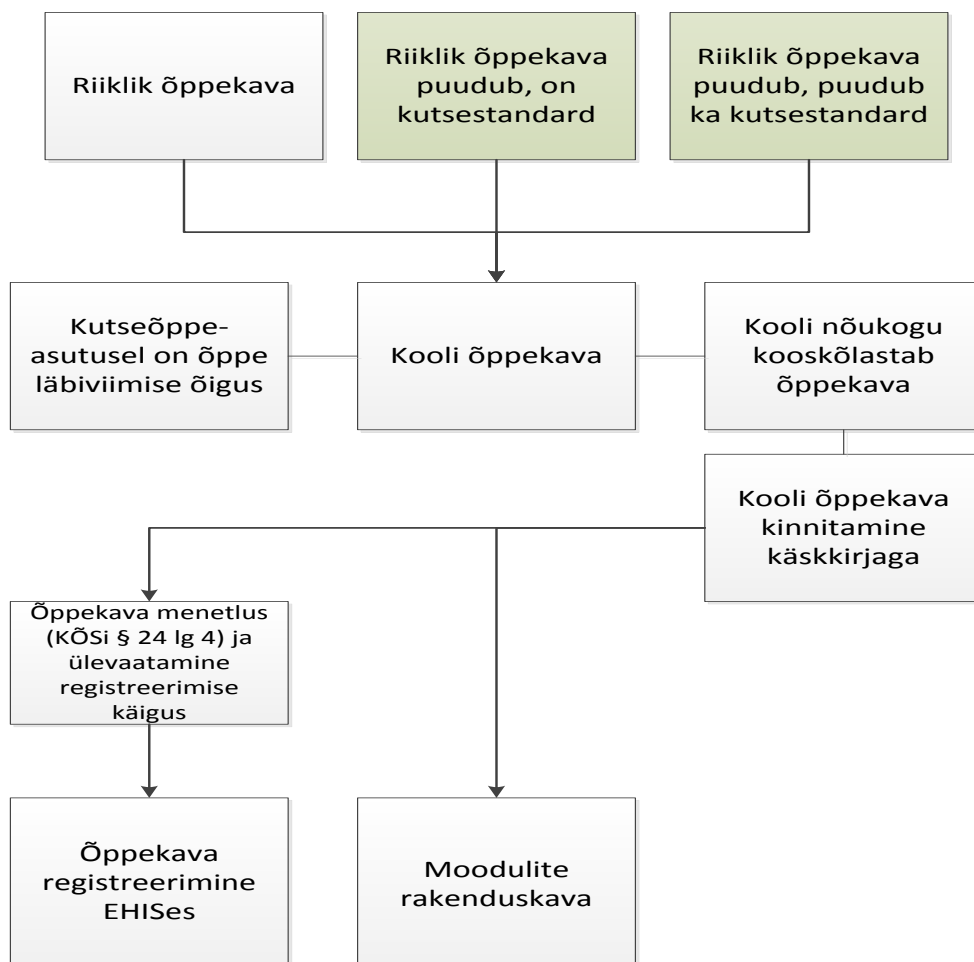 Riiklik õppekava
Riiklik õppekava
puudub, on
kutsestandard
Riiklik õppekava
puudub, puudub
ka kutsestandard
Kutseõppe-
asutusel on õppe
läbiviimise õigus
Kooli õppekava
Kooli nõukogu
kooskõlastab
õppekava
Kooli õppekava
kinnitamine
käskkirjaga
Õppekava menetlus
(KÕSi § 24 lg 4) ja
ülevaatamine
registreerimise
käigus
Õppekava
registreerimine
EHISes
Moodulite
rakenduskava